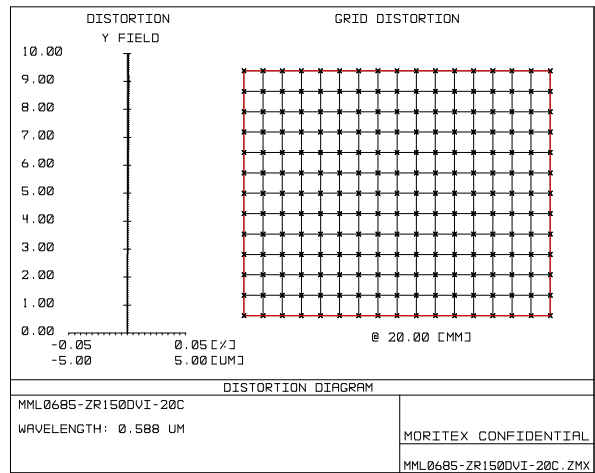 DISTORTION
Y FIELD
10.00
9.00
8.00
7.00
6.00
5.00
4.00
3.00
2.00
1.00
0.00
-0.05 0.05[%]
-5.00 5.00[UM]
GRID DISTORTION
@ 20.00 [MM]
DISTORTION DIAGRAM
MML0685-ZR150DVI-20C
WAVELENGTH: 0.588 UM
MORITEX CONFIDENTIAL
MML0685-ZR150DVI-20C.ZMX